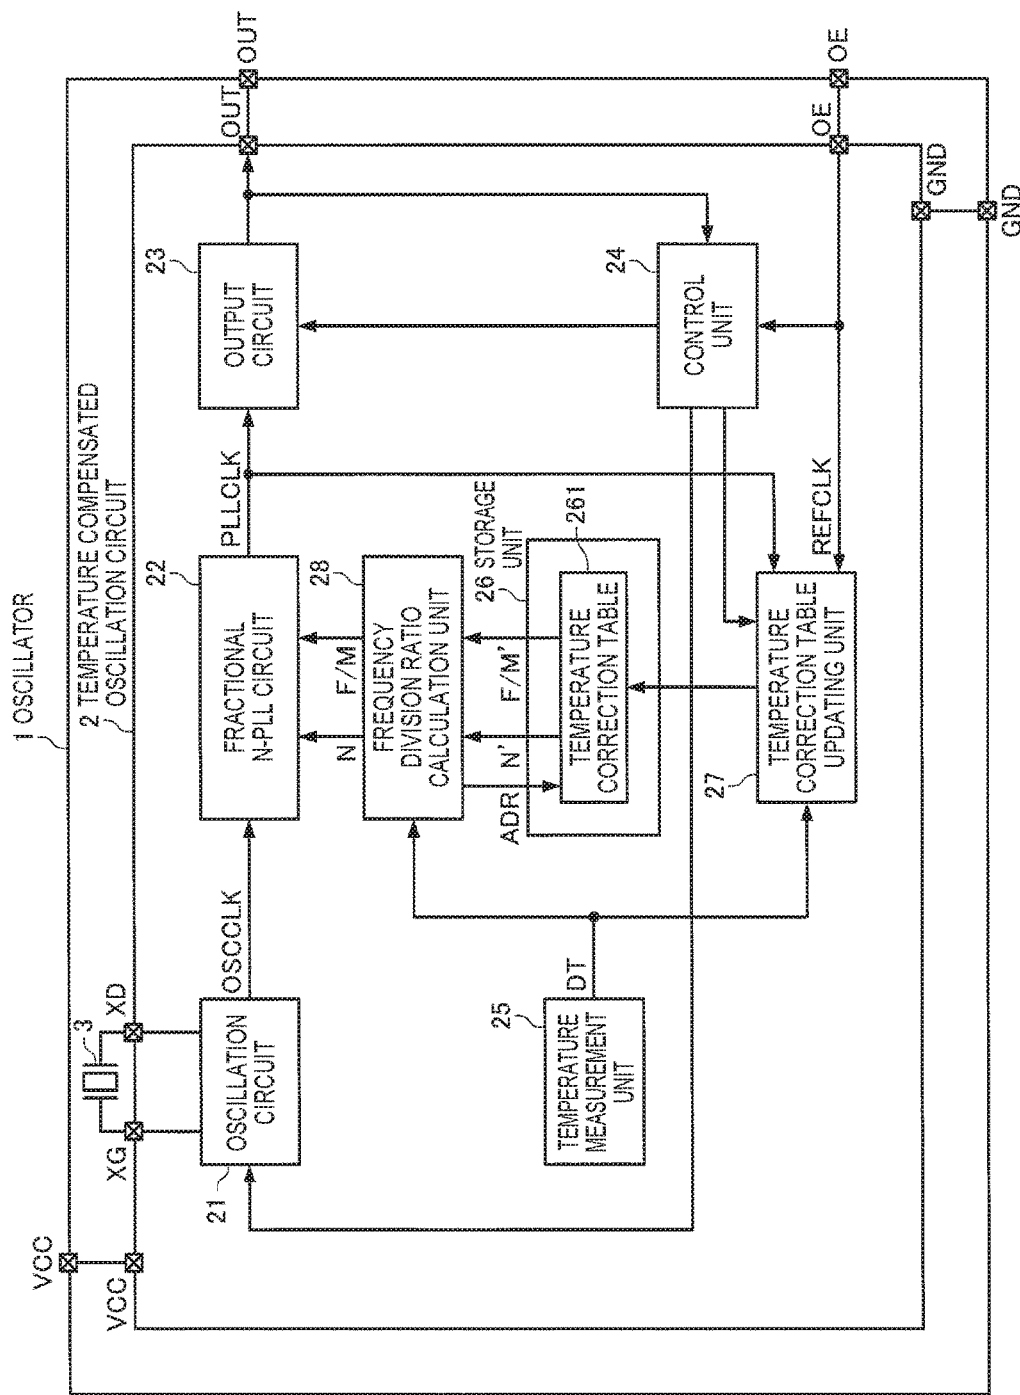 1 OSCILLATOR
2 TEMPERATURE COMPENSATED
OSCILLATION CIRCUIT
VCC
VCC
XG
3
XD
21
OSCILLATION
CIRCUIT
OSCCLK
22
FRACTIONAL
N-PLL CIRCUIT
PLLCLK
23
OUTPUT
CIRCUIT
OUT
OUT
N
F/M
28
FREQUENCY
DIVISION RATIO
CALCULATION UNIT
ADR
N'
F/M'
26 STORAGE
UNIT
261
TEMPERATURE
CORRECTION TABLE
25
TEMPERATURE
MEASUREMENT
UNIT
DT
27
TEMPERATURE
CORRECTION TABLE
UPDATING UNIT
REFCLK
24
CONTROL
UNIT
OE
OE
GND
GND